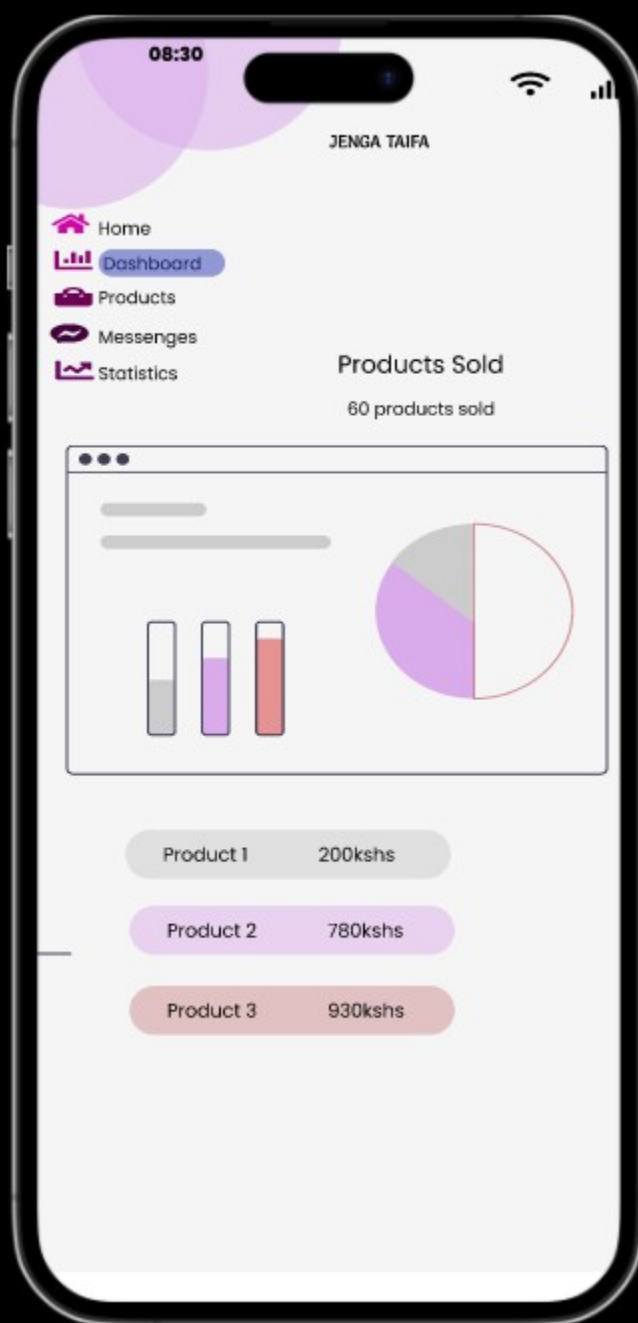 08:30
JENGA TAIFA
Home
Dashboard
Products
Messenges
Statistics
Products Sold
60 products sold
Product 1 200kshs
Product 2 780kshs
Product 3 930kshs